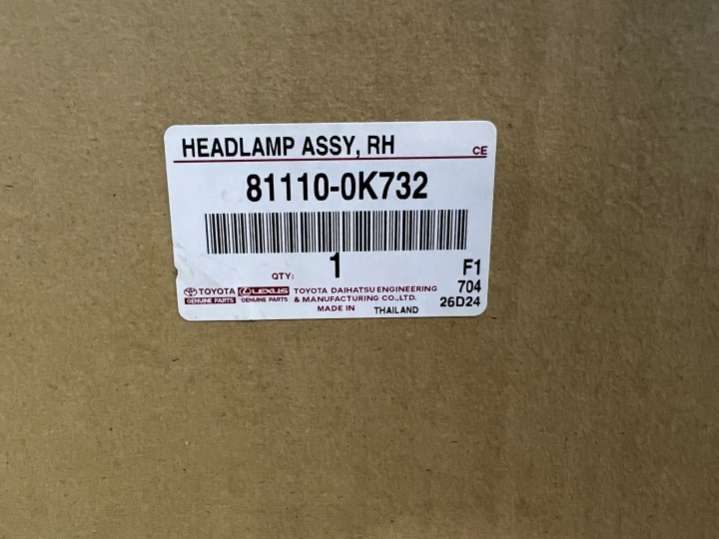 HEADLAMP ASSY, RH
CE
81110-0K732
QTY: 1
F1
TOYOTA LEXUS TOYOTA DAIHATSU ENGINEERING 704
GENUINE PARTS GENUINE PARTS & MANUFACTURING CO.,LTD. 26D24
MADE IN THAILAND